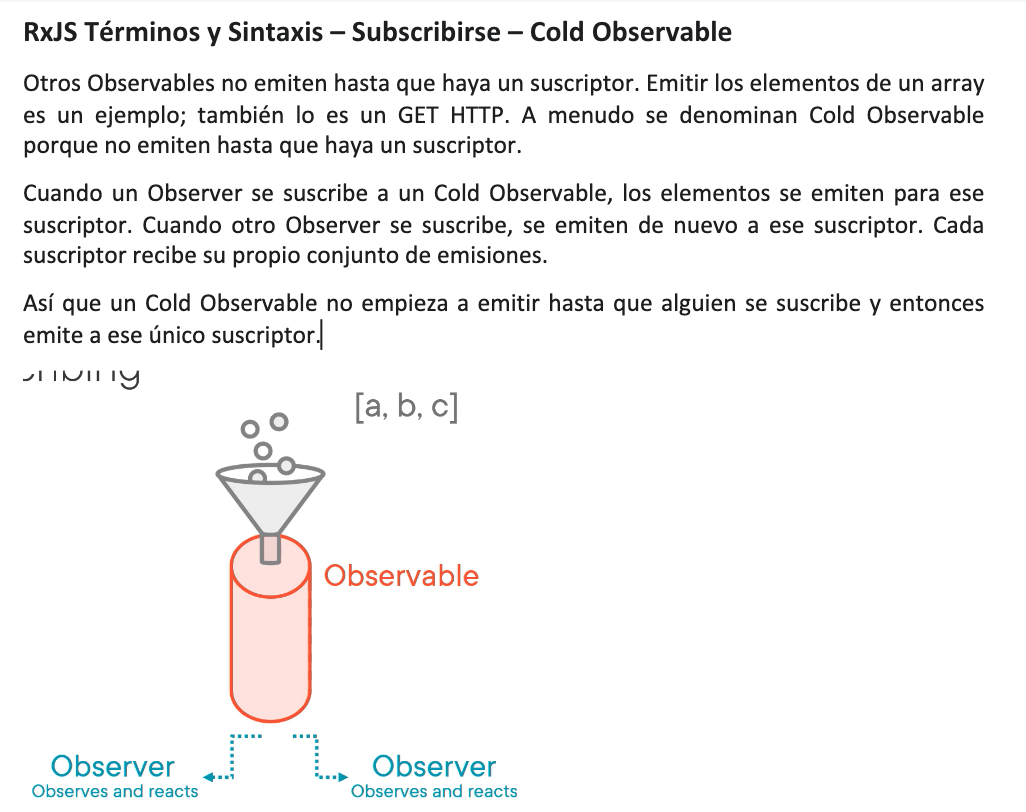 RxJS Términos y Sintaxis – Subscribirse – Cold Observable
Otros Observables no emiten hasta que haya un suscriptor. Emitir los elementos de un array
es un ejemplo; también lo es un GET HTTP. A menudo se denominan Cold Observable
porque no emiten hasta que haya un suscriptor.
Cuando un Observer se suscribe a un Cold Observable, los elementos se emiten para ese
suscriptor. Cuando otro Observer se suscribe, se emiten de nuevo a ese suscriptor. Cada
suscriptor recibe su propio conjunto de emisiones.
Así que un Cold Observable no empieza a emitir hasta que alguien se suscribe y entonces
emite a ese único suscriptor.
[a, b, c]
Observable
Observer Observer
Observes and reacts Observes and reacts